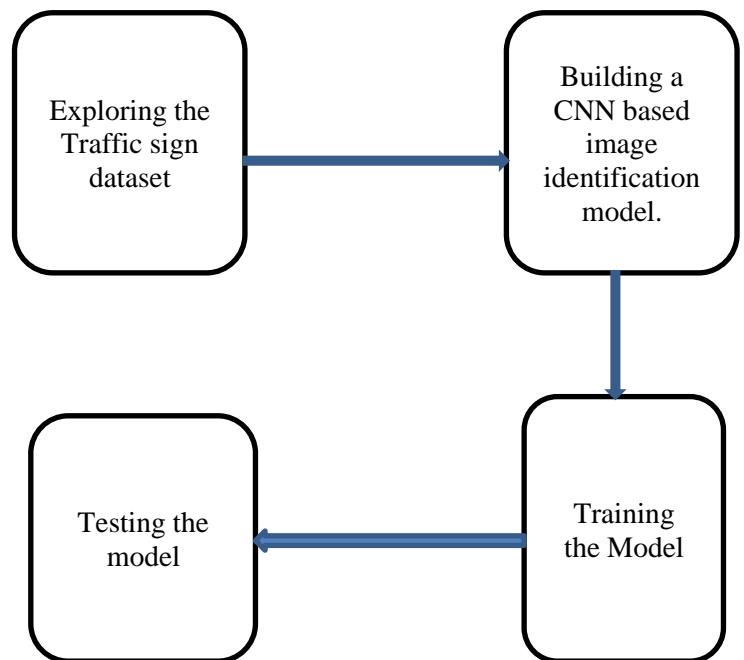 Exploring the
Traffic sign
dataset
Building a
CNN based
image
identification
model.
Training
the Model
Testing the
model